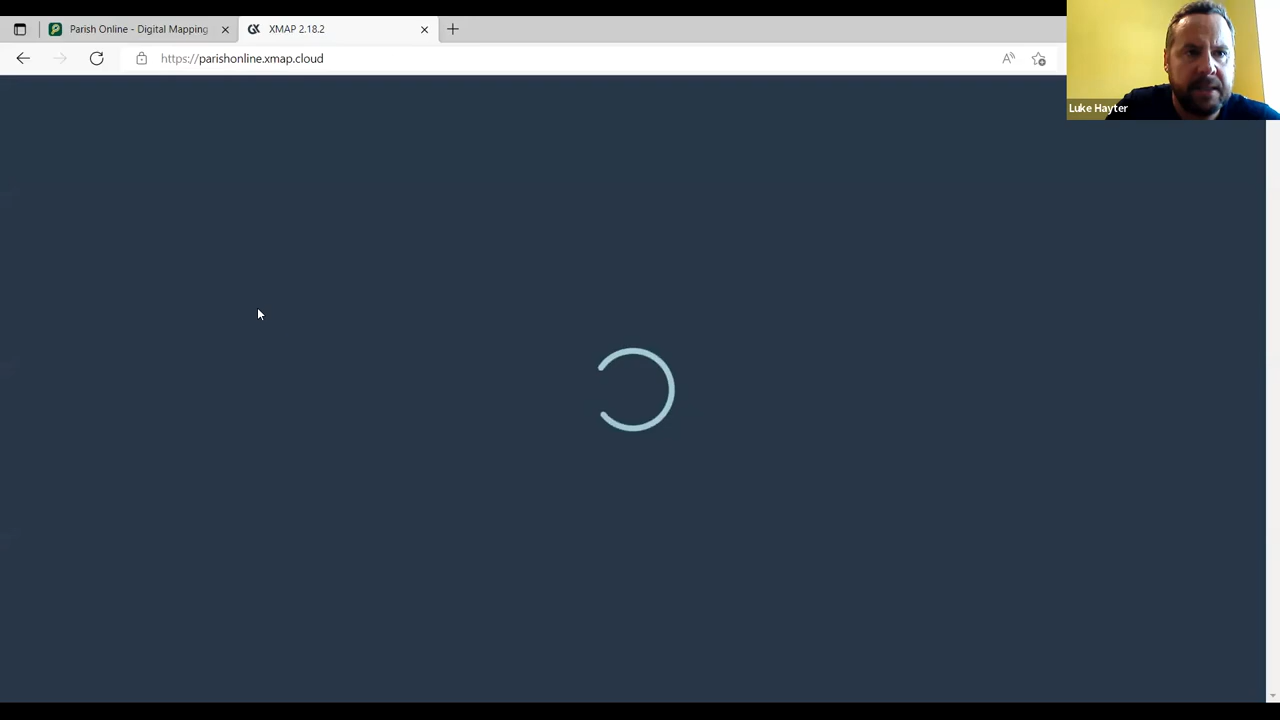 Parish Online - Digital Mapping
XMAP 2.18.2
https://parishonline.xmap.cloud
Luke Hayter